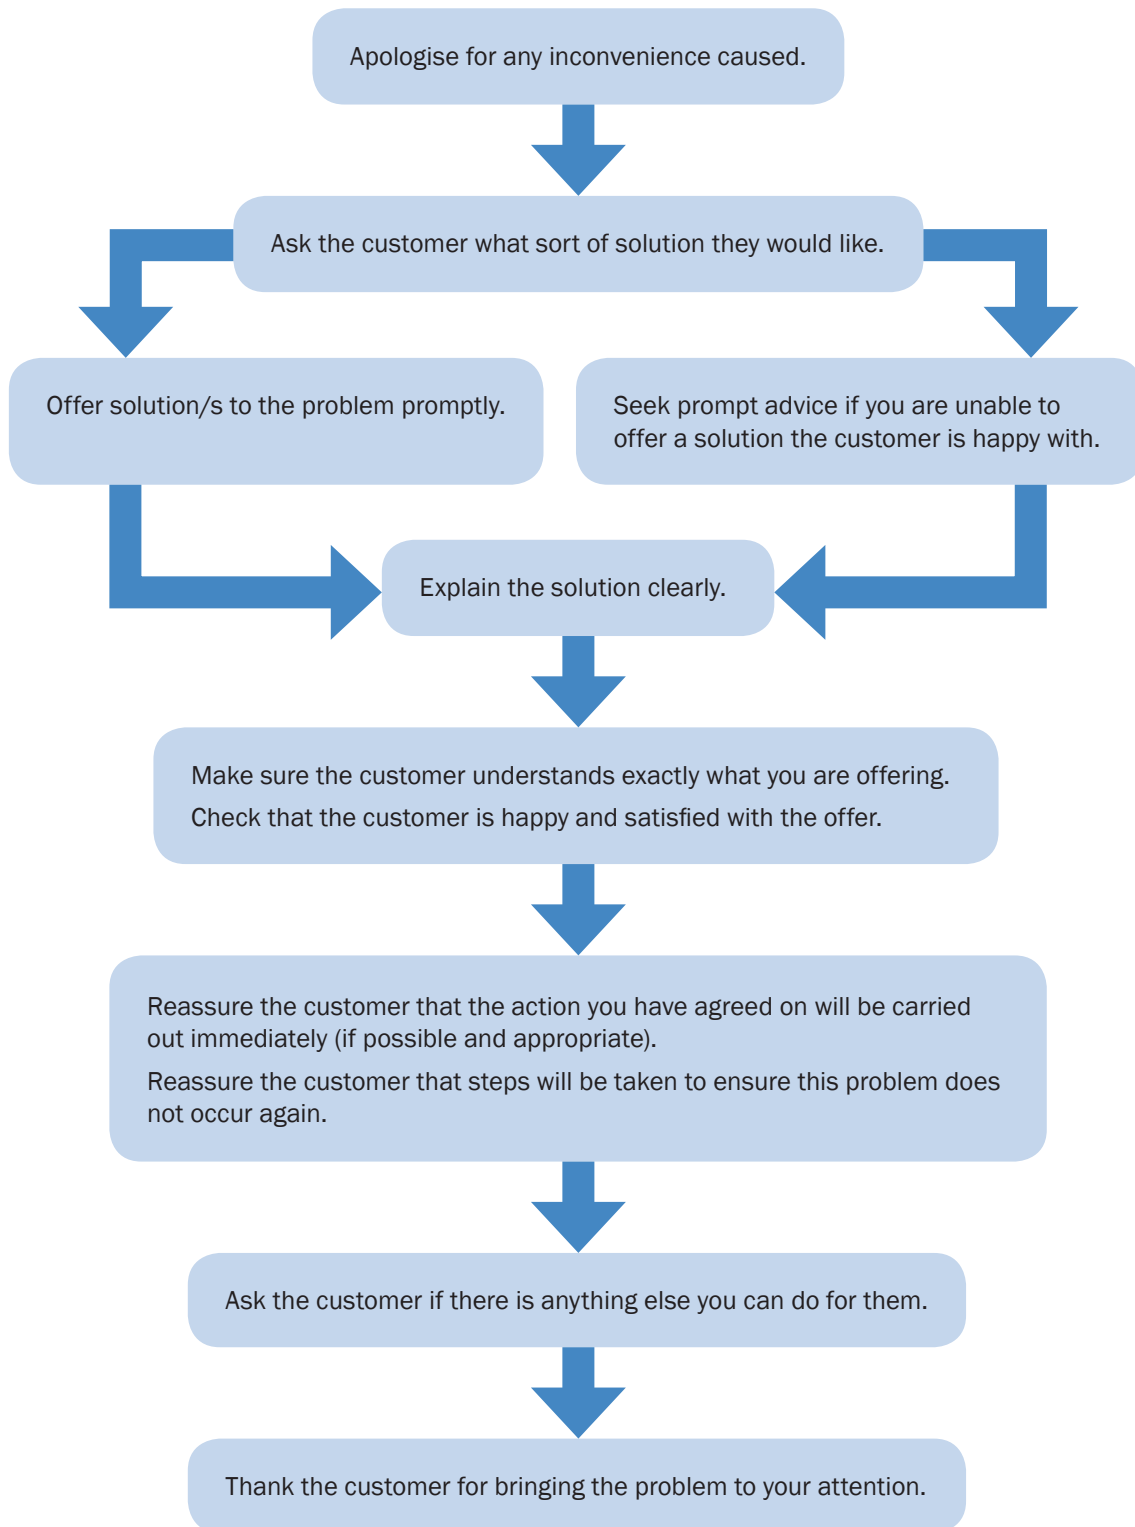 Apologise for any inconvenience caused.
Ask the customer what sort of solution they would like.
Offer solution/s to the problem promptly.
Seek prompt advice if you are unable to
offer a solution the customer is happy with.
Explain the solution clearly.
Make sure the customer understands exactly what you are offering.
Check that the customer is happy and satisfied with the offer.
Reassure the customer that the action you have agreed on will be carried
out immediately (if possible and appropriate).
Reassure the customer that steps will be taken to ensure this problem does
not occur again.
Ask the customer if there is anything else you can do for them.
Thank the customer for bringing the problem to your attention.